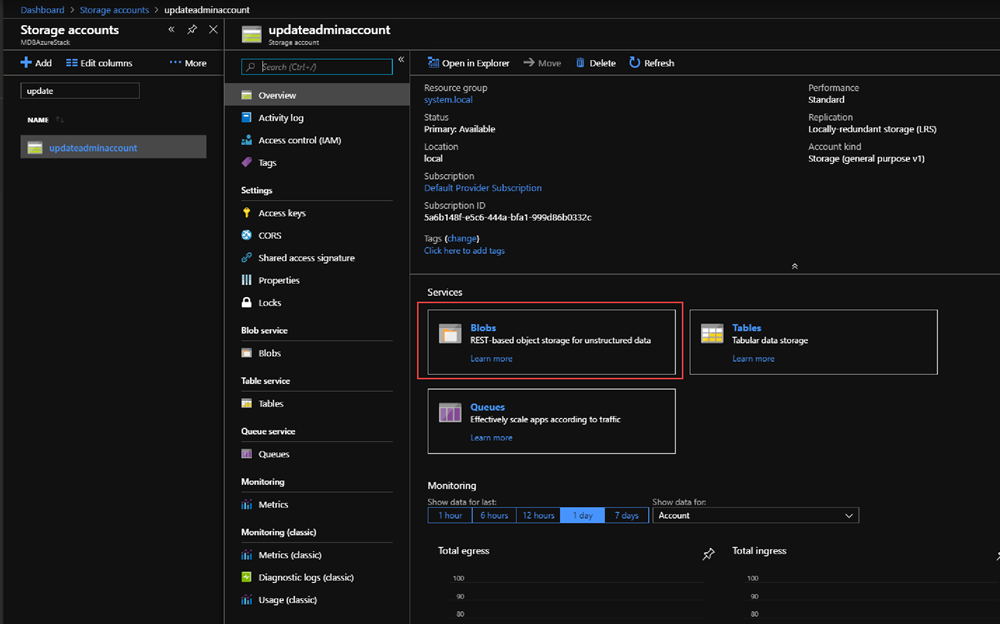 Dashboard > Storage accounts > updateadminaccount
Storage accounts
MDGAzureStack
Add Edit columns ··· More
update
NAME
updateadminaccount
updateadminaccount
Storage account
Search (Ctrl+/)
Overview
Activity log
Access control (IAM)
Tags
Settings
Access keys
CORS
Shared access signature
Properties
Locks
Blob service
Blobs
Table service
Tables
Queue service
Queues
Monitoring
Metrics
Monitoring (classic)
Metrics (classic)
Diagnostic logs (classic)
Usage (classic)
Open in Explorer Move Delete Refresh
Resource group
system.local
Status
Primary: Available
Location
local
Subscription
Default Provider Subscription
Subscription ID
5a6b148f-e5c6-444a-bfa1-999d86b0332c
Tags (change)
Click here to add tags
Performance
Standard
Replication
Locally-redundant storage (LRS)
Account kind
Storage (general purpose v1)
Services
Blobs
REST-based object storage for unstructured data
Learn more
Tables
Tabular data storage
Learn more
Queues
Effectively scale apps according to traffic
Learn more
Monitoring
Show data for last:
1 hour 6 hours 12 hours 1 day 7 days
Show data for:
Account
Total egress
100
90
80
Total ingress
100
90
80